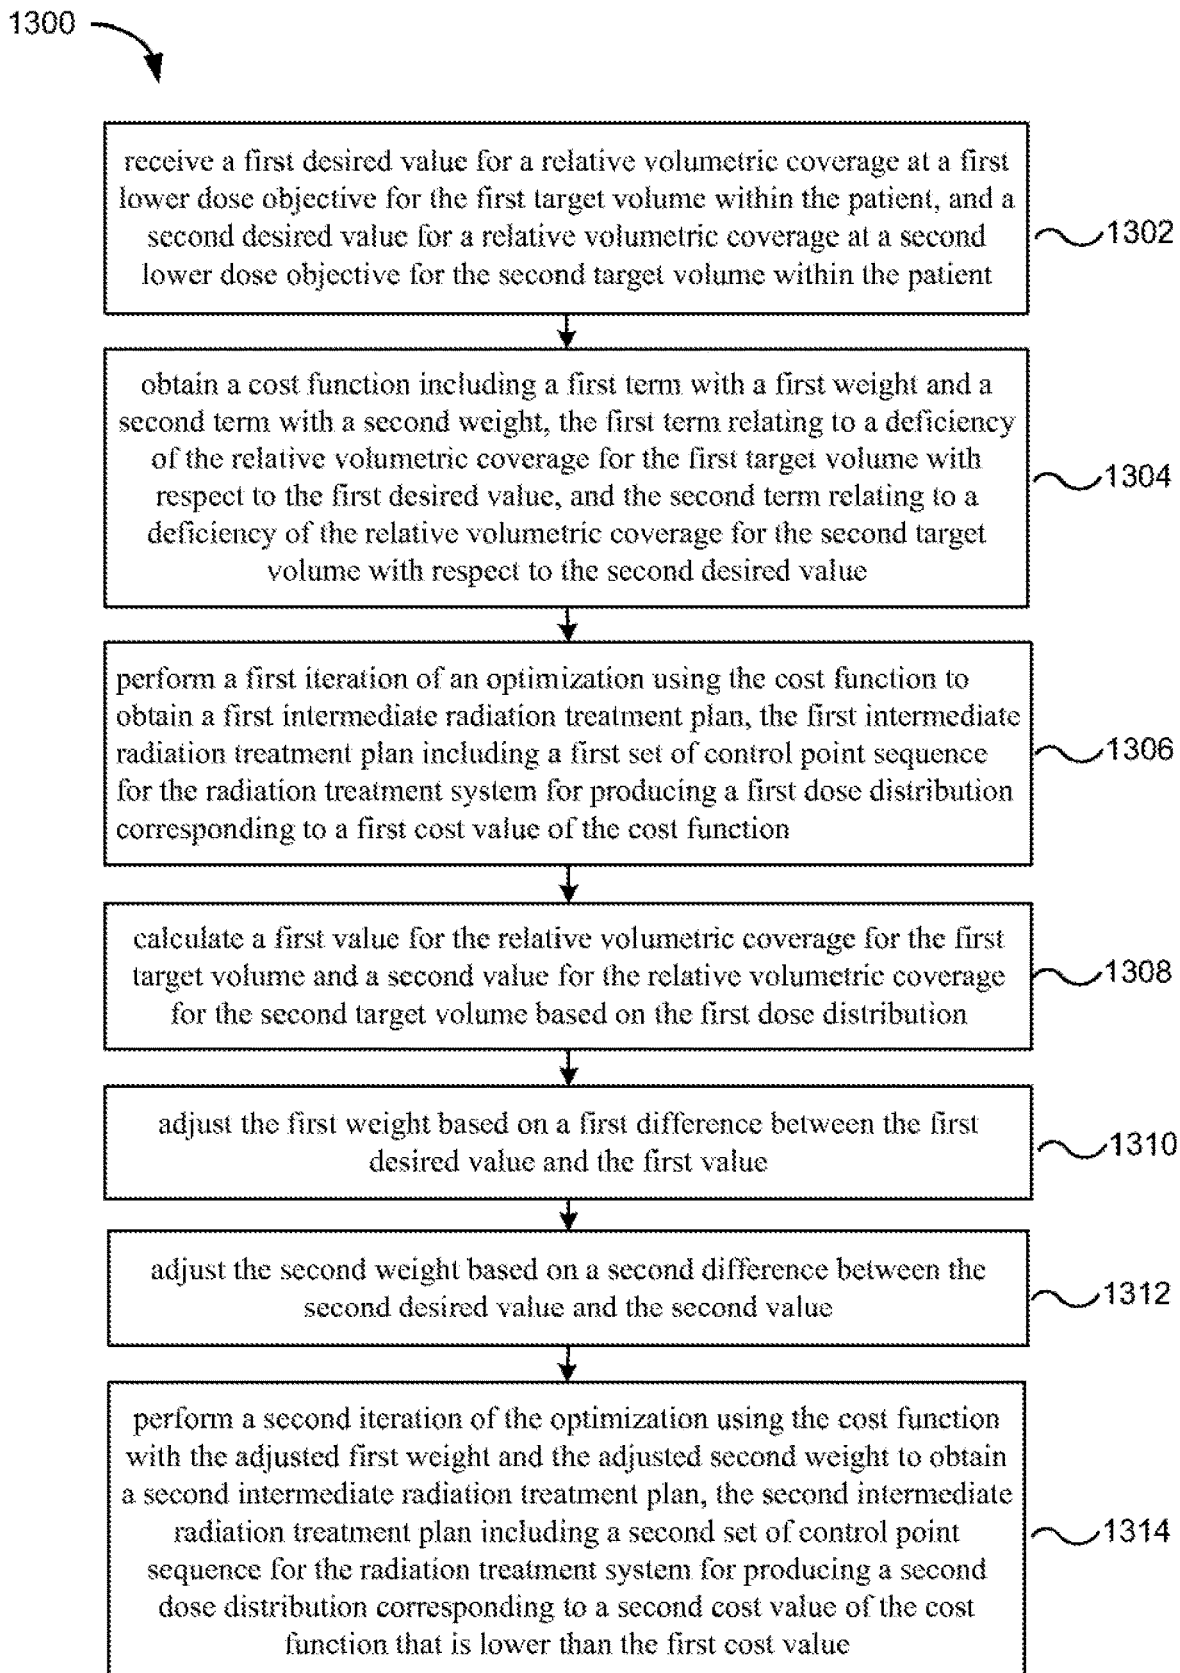 1300
receive a first desired value for a relative volumetric coverage at a first
lower dose objective for the first target volume within the patient, and a
second desired value for a relative volumetric coverage at a second
lower dose objective for the second target volume within the patient
1302
obtain a cost function including a first term with a first weight and a
second term with a second weight, the first term relating to a deficiency
of the relative volumetric coverage for the first target volume with
respect to the first desired value, and the second term relating to a
deficiency of the relative volumetric coverage for the second target
volume with respect to the second desired value
1304
perform a first iteration of an optimization using the cost function to
obtain a first intermediate radiation treatment plan, the first intermediate
radiation treatment plan including a first set of control point sequence
for the radiation treatment system for producing a first dose distribution
corresponding to a first cost value of the cost function
1306
calculate a first value for the relative volumetric coverage for the first
target volume and a second value for the relative volumetric coverage
for the second target volume based on the first dose distribution
1308
adjust the first weight based on a first difference between the first
desired value and the first value
1310
adjust the second weight based on a second difference between the
second desired value and the second value
1312
perform a second iteration of the optimization using the cost function
with the adjusted first weight and the adjusted second weight to obtain
a second intermediate radiation treatment plan, the second intermediate
radiation treatment plan including a second set of control point
sequence for the radiation treatment system for producing a second
dose distribution corresponding to a second cost value of the cost
function that is lower than the first cost value
1314